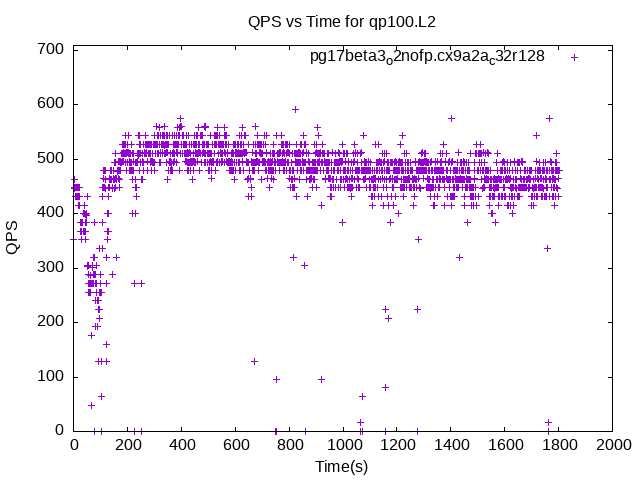 QPS vs Time for qp100.L2
pg17beta3o2nofp.cx9a2ac32r128
700
600
500
400
300
200
100
0
QPS
0 200 400 600 800 1000 1200 1400 1600 1800 2000
Time(s)